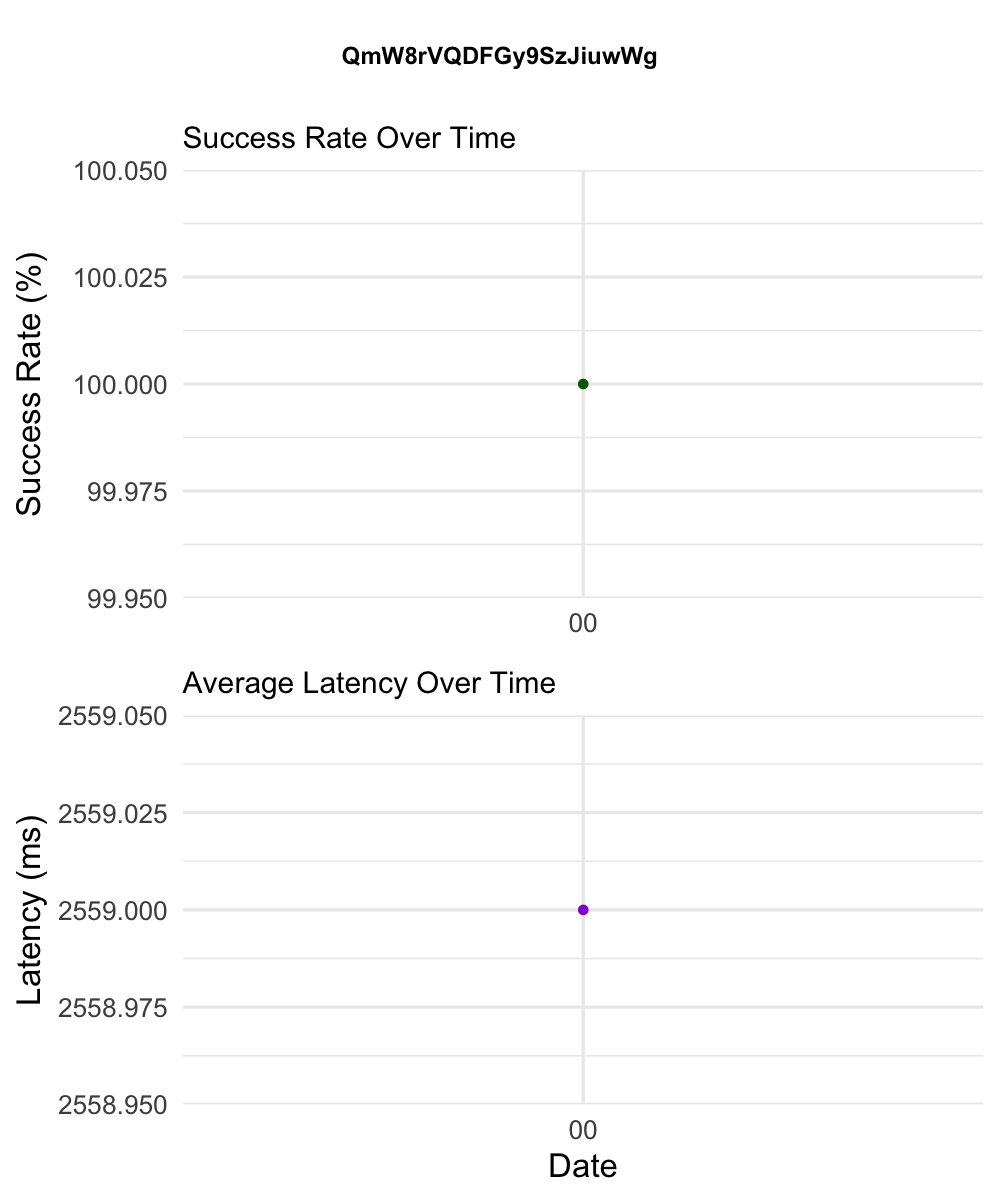 QmW8rVQDFGy9SzJiuwWg
Success Rate Over Time
Success Rate (%)
100.050
100.025
100.000
99.975
99.950
00
Average Latency Over Time
Latency (ms)
2559.050
2559.025
2559.000
2558.975
2558.950
00
Date